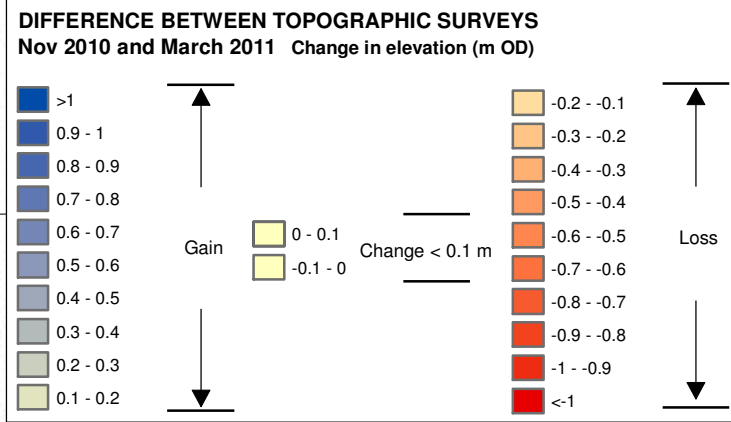 DIFFERENCE BETWEEN TOPOGRAPHIC SURVEYS
Nov 2010 and March 2011 Change in elevation (m OD)
>1
0.9 - 1
0.8 - 0.9
0.7 - 0.8
0.6 - 0.7
0.5 - 0.6
0.4 - 0.5
0.3 - 0.4
0.2 - 0.3
0.1 - 0.2
Gain
0 - 0.1
-0.1 - 0
Change < 0.1 m
-0.2 - -0.1
-0.3 - -0.2
-0.4 - -0.3
-0.5 - -0.4
-0.6 - -0.5
-0.7 - -0.6
-0.8 - -0.7
-0.9 - -0.8
-1 - -0.9
<-1
Loss